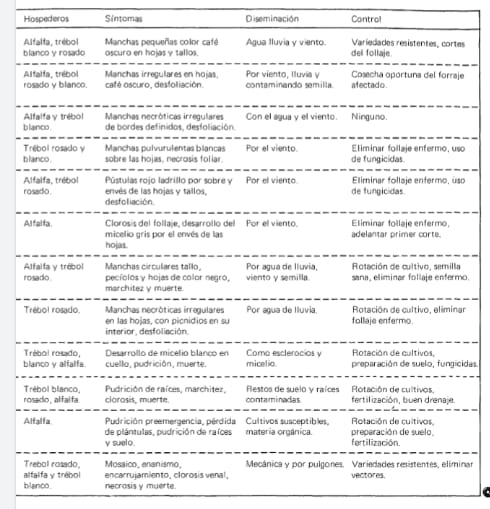 Hospederos Síntomas Diseminación Control
Alfalfa, trébol Manchas pequeñas color café Agua lluvia y viento. Variedades resistentes, cortes
blanco y rosado oscuro en hojas y tallos. del follaje.
Alfalfa, trébol Manchas irregulares en hojas, Por viento, lluvia y Cosecha oportuna del forraje
rosado y blanco. café oscuro, desfoliación. contaminando semilla. afectado.
Alfalfa y trébol Manchas necróticas irregulares Con el agua y el viento. Ninguno.
blanco. de bordes definidos, desfoliación.
Trébol rosado y Manchas pulvurulentas blancas Por el viento. Eliminar follaje enfermo, uso
blanco. sobre las hojas, necrosis foliar. de fungicidas.
Alfalfa, trébol Pústulas rojo ladrillo por sobre y Por el viento. Eliminar follaje enfermo, uso
rosado. envés de las hojas y tallos, de fungicidas.
desfoliación.
Alfalfa. Clorosis del follaje, desarrollo del Por el viento. Eliminar follaje enfermo,
micelio gris por el envés de las adelantar primer corte.
hojas.
Alfalfa y trébol Manchas circulares tallo, Por agua de lluvia, Rotación de cultivo, semilla
rosado. pecíolos y hojas de color negro, viento y semilla. sana, eliminar follaje enfermo.
marchitez y muerte.
Trébol rosado. Manchas necróticas irregulares Por agua de lluvia. Rotación de cultivo, eliminar
en las hojas, con picnidios en su follaje enfermo.
interior, desfoliación.
Trébol rosado, Desarrollo de micelio blanco en Como esclerocios y Rotación de cultivos,
blanco y alfalfa. cuello, pudrición, muerte. micelio. preparación de suelo, fungicidas.
Trébol blanco, Pudrición de raíces, marchitez, Restos de suelo y raíces Rotación de cultivos,
rosado, alfalfa. clorosis, muerte. contaminadas. fertilización, buen drenaje.
Alfalfa. Pudrición preemergencia, pérdida Cultivos susceptibles, Rotación de cultivos,
de plántulas, pudrición de raíces materia orgánica. preparación de suelo,
y suelo. fertilización.
Trebol rosado, Mosaico, enanismo, Mecánica y por pulgones. Variedades resistentes, eliminar
alfalfa y trébol encarrujamiento, clorosis venal, vectores.
blanco. necrosis y muerte.